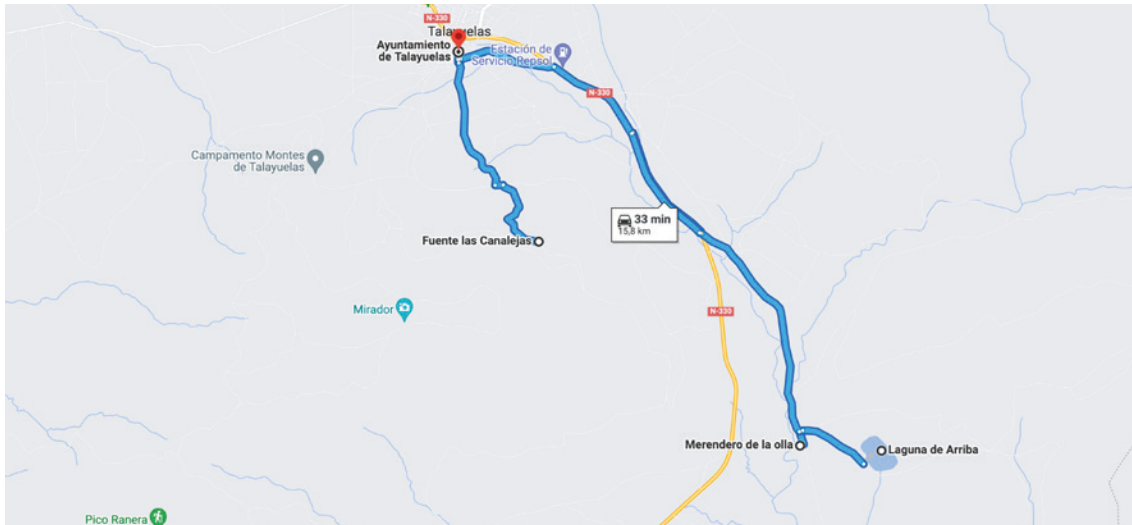 N-330
Talayuelas
Ayuntamiento
de Talayuelas
Estación de
Servicio Repsol
N-330
Campamento Montes
de Talayuelas
33 min
15,8 km
Fuente las Canalejas
Mirador
N-330
Merendero de la olla
Laguna de Arriba
Pico Ranera